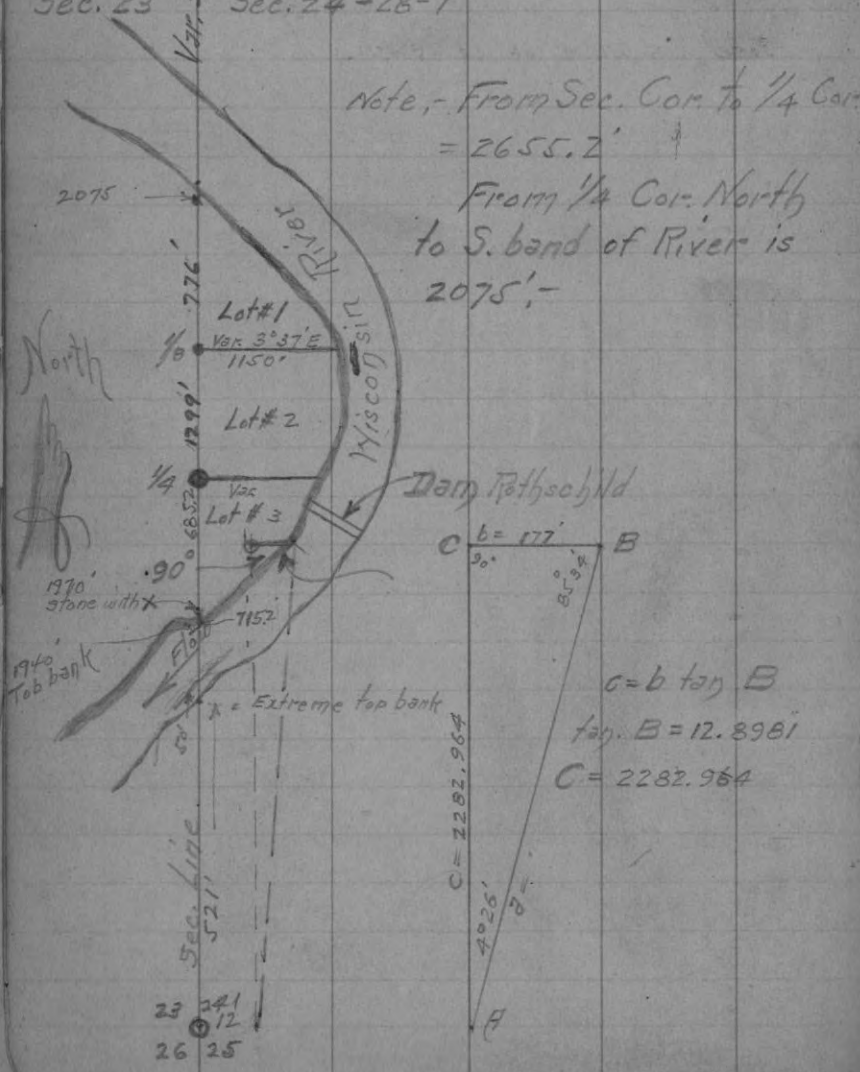 Sec. 23 Sec. 24-28-7
Var.
Note,- From Sec. Cor. to 1/4 Cor
= 2655.2'
From 1/4 Cor. North
to S. band of River is
2075',-
2075
776'
River
Wisconsin
Lot #1
1/8 Var. 3°37'E
1150'
North
1299'
Lot #2
1/4
Var
Dam Rothschild
685.2
Lot #3
C b = 177' B
90°
85°34'
90°
1970'
stone with X
715.2'
1940'
Top bank
Flow
c = b tan B
X = Extreme top bank
50'
tan. B = 12.8981
C = 2282.964
C = 2282.964
Sec. Line
521'
4°26'
a =
A
23 24
12
26 25